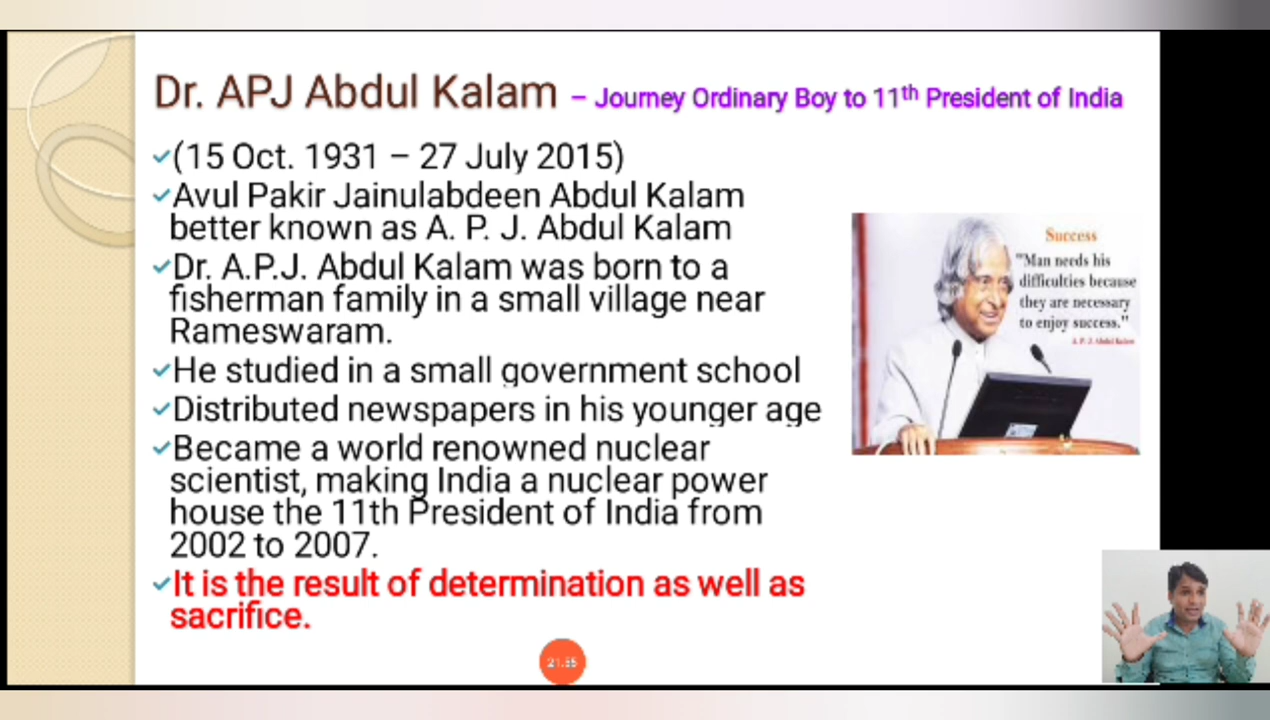 Dr. APJ Abdul Kalam – Journey Ordinary Boy to 11th President of India
(15 Oct. 1931 – 27 July 2015)
Avul Pakir Jainulabdeen Abdul Kalam
better known as A. P. J. Abdul Kalam
Dr. A.P.J. Abdul Kalam was born to a
fisherman family in a small village near
Rameswaram.
He studied in a small government school
Distributed newspapers in his younger age
Became a world renowned nuclear
scientist, making India a nuclear power
house the 11th President of India from
2002 to 2007.
It is the result of determination as well as
sacrifice.
Success
"Man needs his
difficulties because
they are necessary
to enjoy success."
A. P. J. Abdul Kalam
21:55